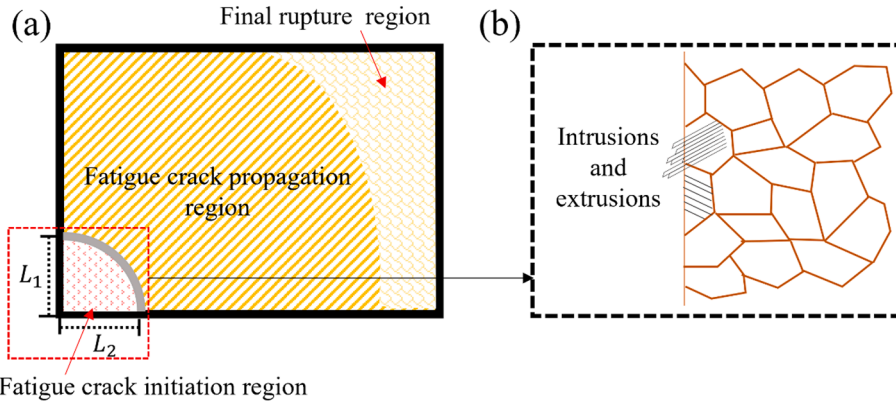 (a)
Final rupture region
Fatigue crack propagation
region
L₁
L₂
Fatigue crack initiation region
(b)
Intrusions
and
extrusions